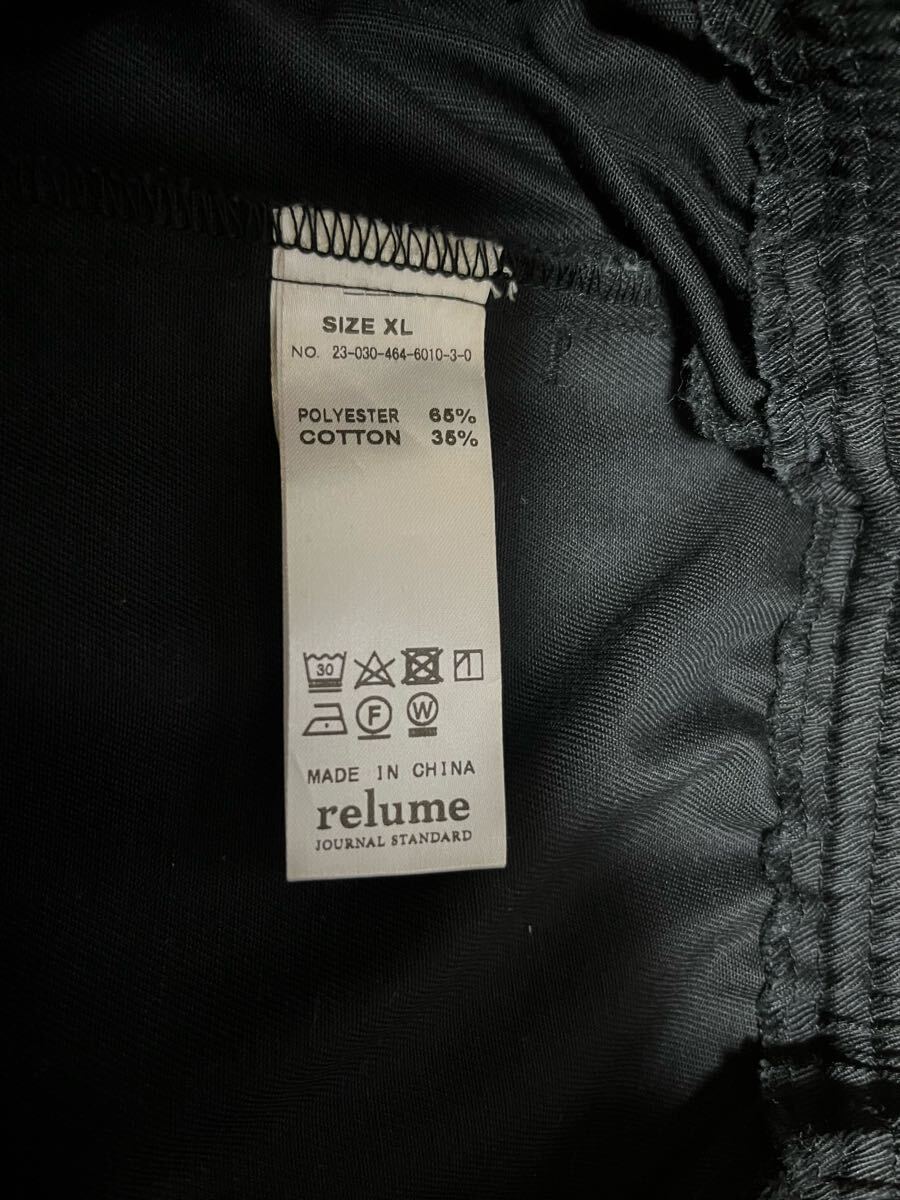 SIZE XL
NO. 23-030-464-6010-3-0
POLYESTER 65%
COTTON 35%
30
F W
MADE IN CHINA
relume
JOURNAL STANDARD